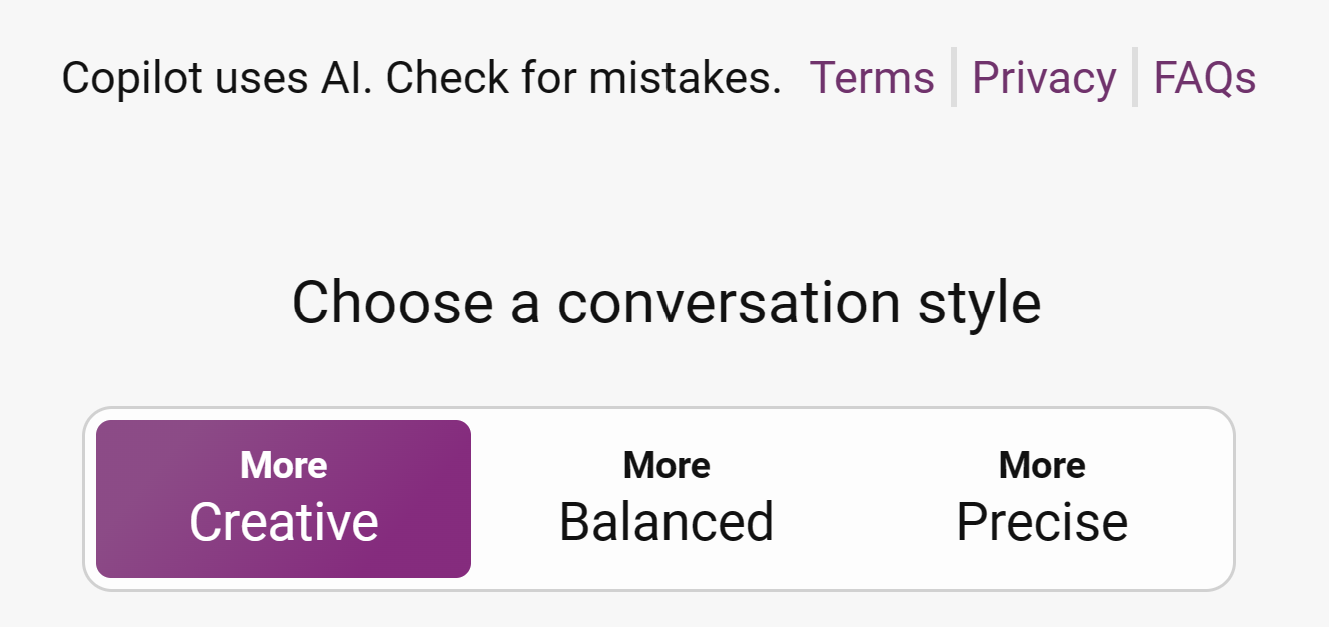 Copilot uses AI. Check for mistakes. Terms Privacy FAQs
Choose a conversation style
More More More
Creative Balanced Precise